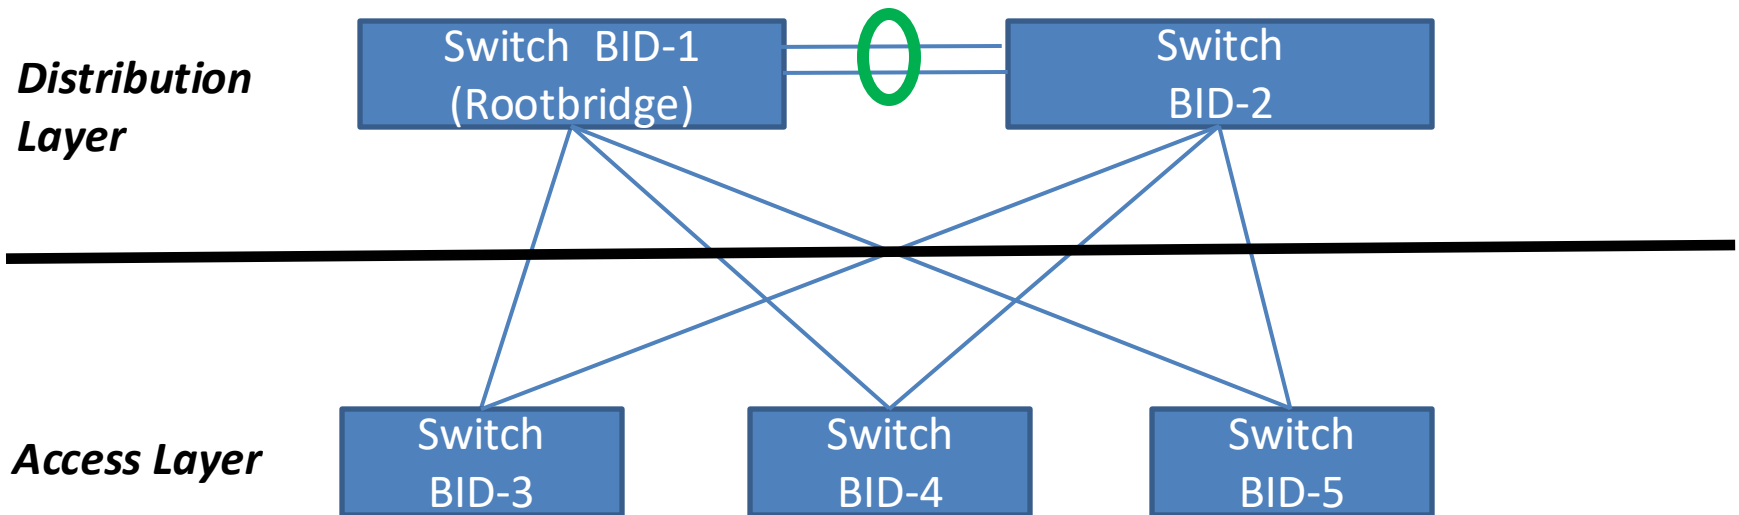 Distribution
Layer
Switch  BID-1
(Rootbridge)
Switch
BID-2
Access Layer
Switch
BID-3
Switch
BID-4
Switch
BID-5